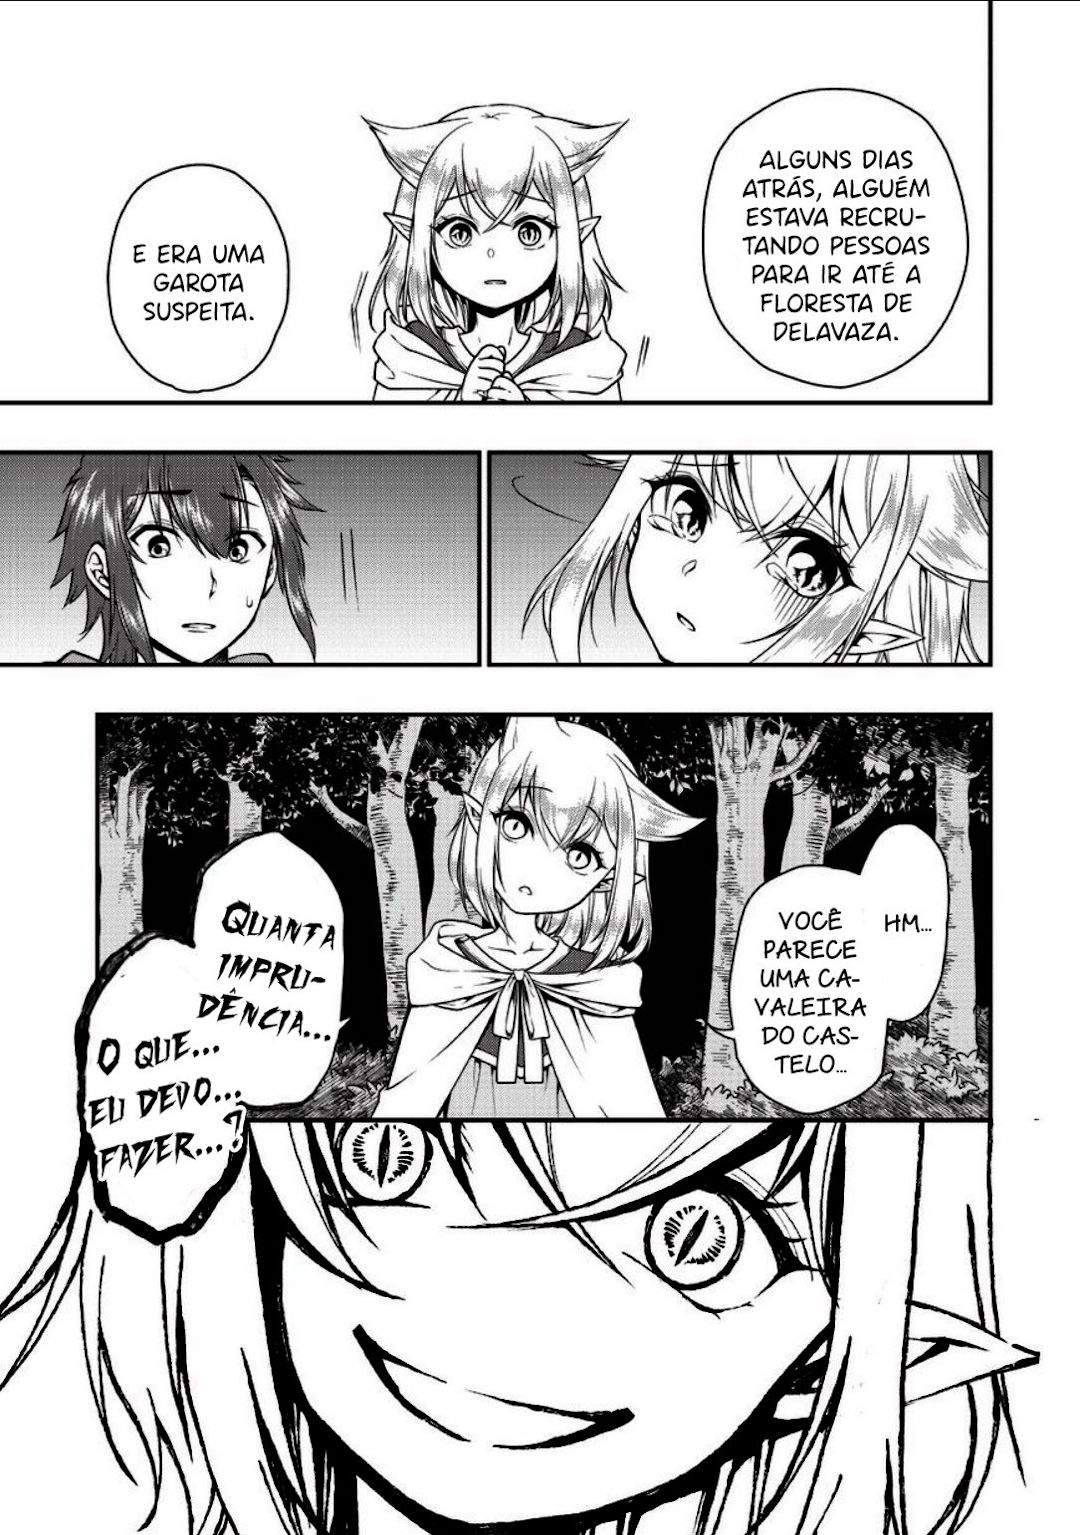 ALGUNS DIAS
ATRÁS, ALGUÉM
ESTAVA RECRU-
TANDO PESSOAS
PARA IR ATÉ A
FLORESTA DE
DELAVAZA.
E ERA UMA
GAROTA
SUSPEITA.
HM...
VOCÊ
PARECE
UMA CA-
VALEIRA
DO CAS-
TELO...
QUANTA
IMPRU-
DÊNCIA...
O QUE...
EU DEVO...
FAZER...?